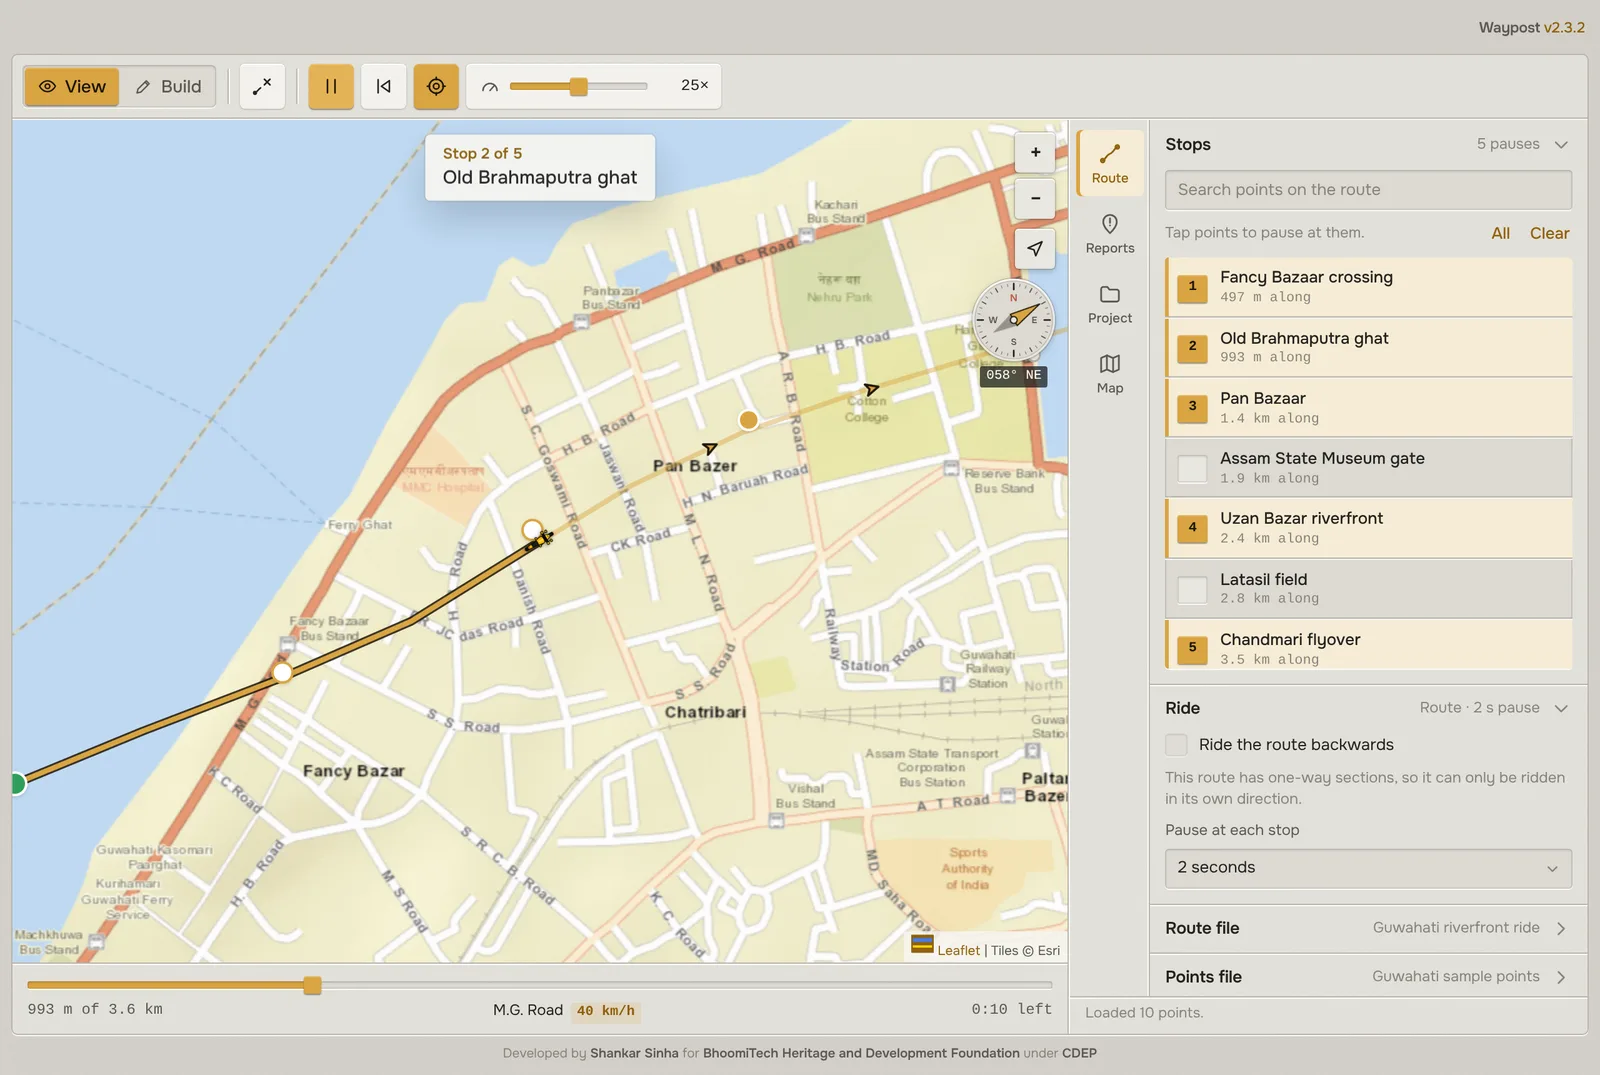 Waypost v2.3.2
View
Build
25×
Stop 2 of 5
Old Brahmaputra ghat
+
−
Kachari
Bus Stand
M. G. Road
नेहरू पार्क
Nehru Park
Panbazar
Bus Stand
H. B. Road
A. R. B. Road
N
W E
S
058° NE
Cotton
College
S. C. Goswami Road
H. B. Road
Jaswant Road
Pan Bazer
H. N. Baruah Road
Reserve Bank
Bus Stand
MMC Hospital
Ferry Ghat
CK Road
M. L. N. Road
H. B. Road
Danish Road
Fancy Bazaar
Bus Stand
JC das Road
Railway Station Road
Guwahati
Railway
Station
North
M. G.
S. S. Road
S. S. Road
Chatribari
Assam State Transport
Corporation
Bus Station
Fancy Bazar
K C Road
Vishal
Bus Stand
A T Road
Paltan
Bazer
S. R. C. B. Road
Guwahati Kasomari
Paarghat
Kurihamari
Guwahati Ferry
Service
H. B. Road
M. S. Road
K. C. Road
MD. Saha Road
Sports
Authority
of India
Machkhuwa
Bus Stand
Leaflet | Tiles © Esri
993 m of 3.6 km
M.G. Road 40 km/h
0:10 left
Route
Reports
Project
Map
Stops
5 pauses
Search points on the route
Tap points to pause at them.
All Clear
1
Fancy Bazaar crossing
497 m along
2
Old Brahmaputra ghat
993 m along
3
Pan Bazaar
1.4 km along
Assam State Museum gate
1.9 km along
4
Uzan Bazar riverfront
2.4 km along
Latasil field
2.8 km along
5
Chandmari flyover
3.5 km along
Ride
Route · 2 s pause
Ride the route backwards
This route has one-way sections, so it can only be ridden
in its own direction.
Pause at each stop
2 seconds
Route file
Guwahati riverfront ride
Points file
Guwahati sample points
Loaded 10 points.
Developed by Shankar Sinha for BhoomiTech Heritage and Development Foundation under CDEP